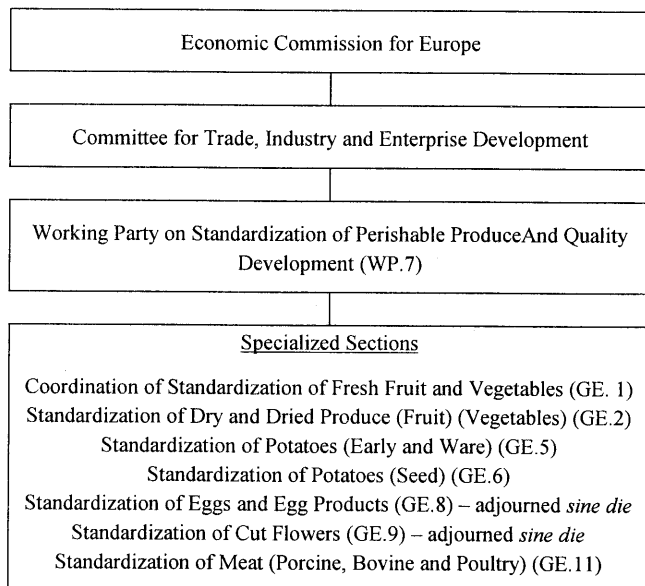 Economic Commission for Europe
Committee for Trade, Industry and Enterprise Development
Working Party on Standardization of Perishable ProduceAnd Quality
Development (WP.7)
Specialized Sections
Coordination of Standardization of Fresh Fruit and Vegetables (GE. 1)
Standardization of Dry and Dried Produce (Fruit) (Vegetables) (GE.2)
Standardization of Potatoes (Early and Ware) (GE.5)
Standardization of Potatoes (Seed) (GE.6)
Standardization of Eggs and Egg Products (GE.8) – adjourned sine die
Standardization of Cut Flowers (GE.9) – adjourned sine die
Standardization of Meat (Porcine, Bovine and Poultry) (GE.11)